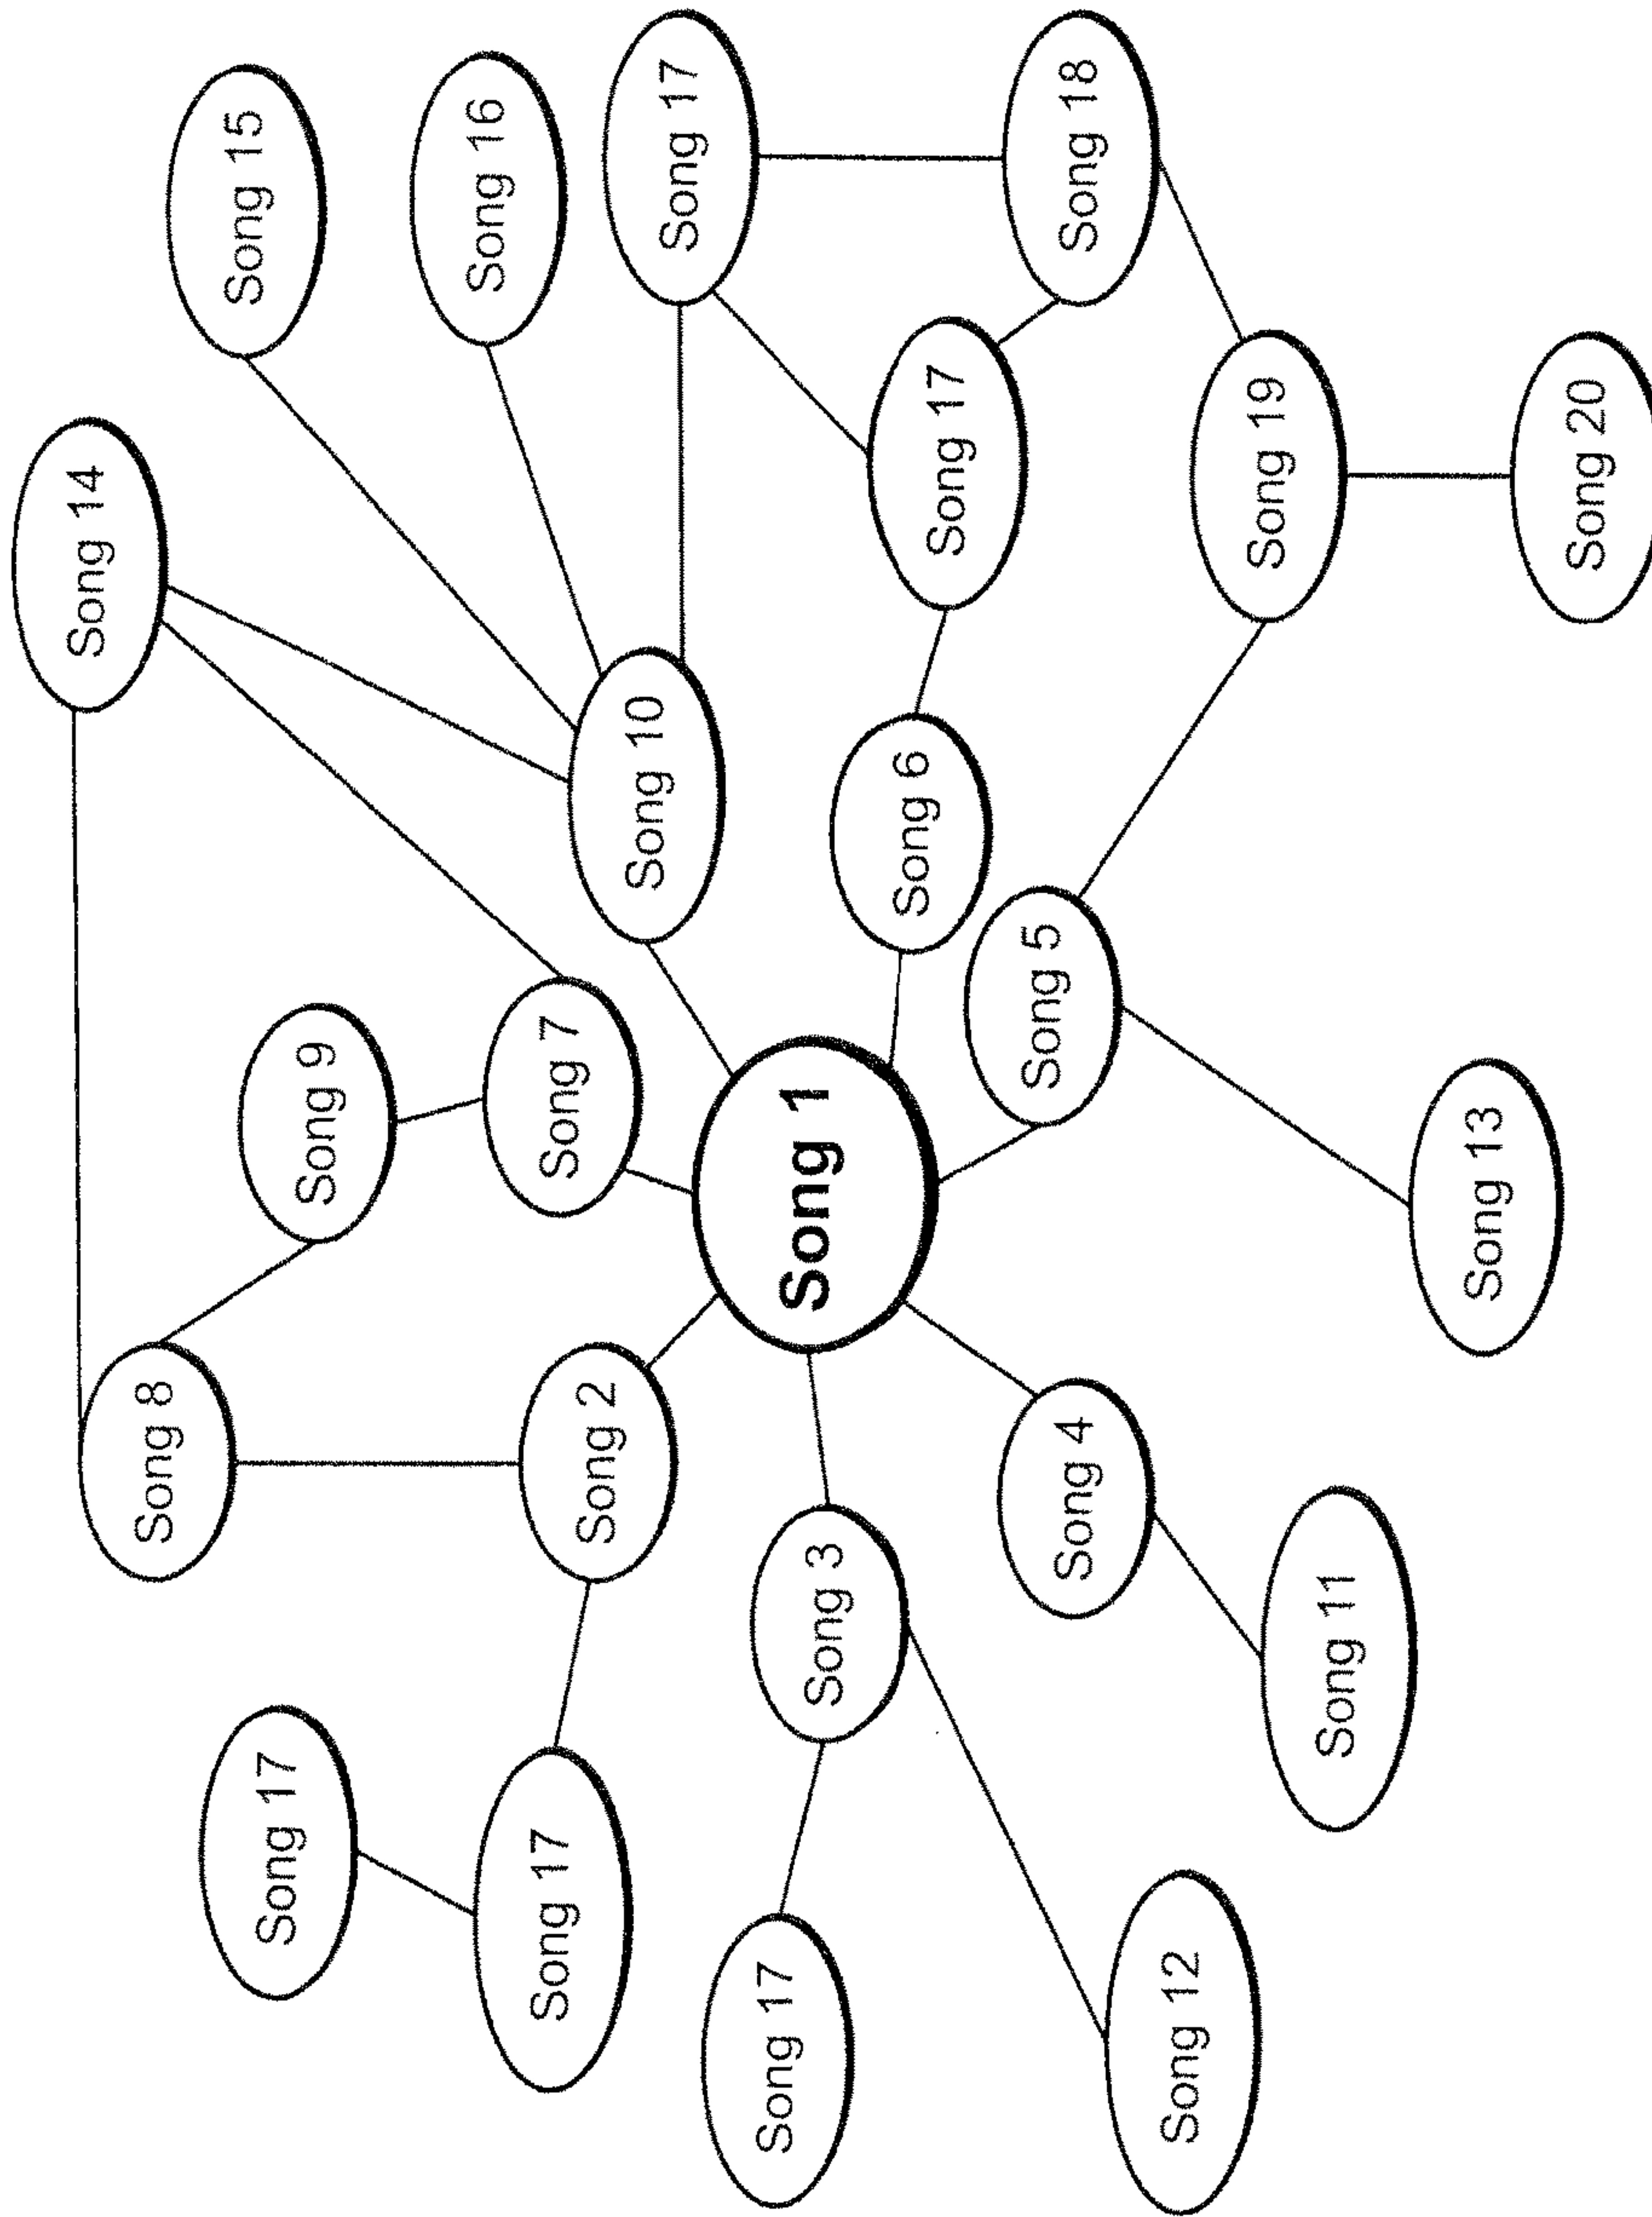 Song 14
Song 8
Song 15
Song 17
Song 9
Song 16
Song 17
Song 7
Song 2
Song 10
Song 17
Song 17
Song 1
Song 3
Song 6
Song 17
Song 5
Song 4
Song 18
Song 12
Song 19
Song 11
Song 13
Song 20